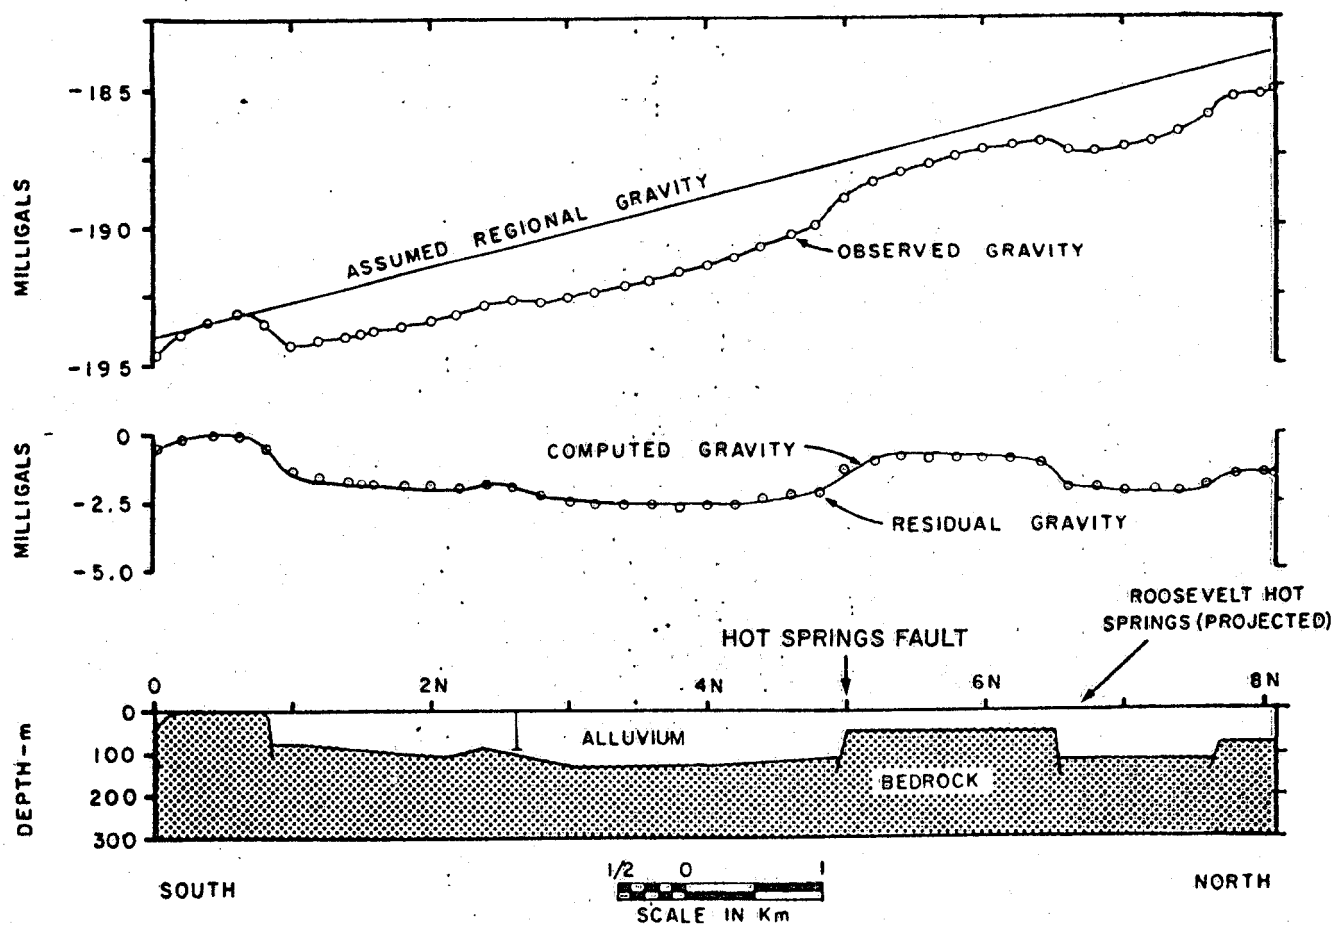 -185
-190
-195
MILLIGALS
ASSUMED REGIONAL GRAVITY
OBSERVED GRAVITY
0
-2.5
-5.0
MILLIGALS
COMPUTED GRAVITY
RESIDUAL GRAVITY
ROOSEVELT HOT
SPRINGS (PROJECTED)
HOT SPRINGS FAULT
0 2N 4N 6N 8N
0
100
200
300
DEPTH-m
ALLUVIUM
BEDROCK
SOUTH
NORTH
1/2 0 1
SCALE IN Km